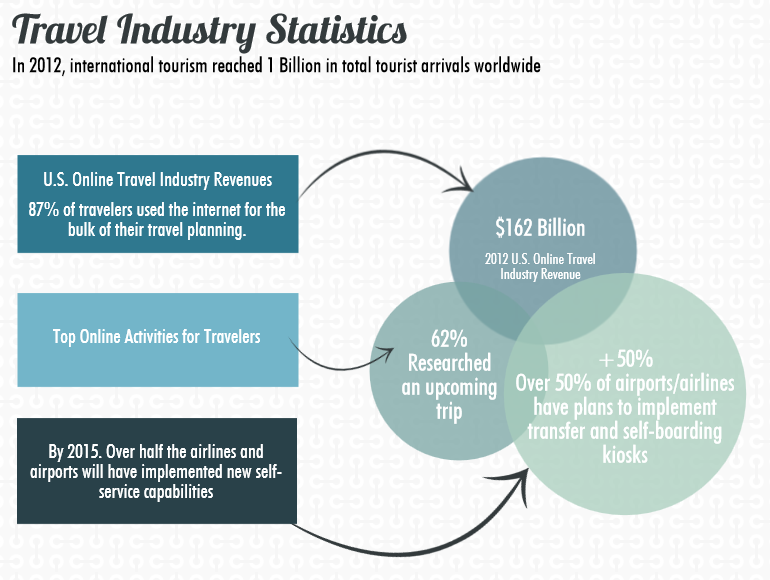 Travel Industry Statistics
In 2012, international tourism reached 1 Billion in total tourist arrivals worldwide
U.S. Online Travel Industry Revenues
87% of travelers used the internet for the
bulk of their travel planning.
$162 Billion
2012 U.S. Online Travel
Industry Revenue
Top Online Activities for Travelers
62%
Researched
an upcoming
trip
By 2015. Over half the airlines and
airports will have implemented new self-
service capabilities
+50%
Over 50% of airports/airlines
have plans to implement
transfer and self-boarding
kiosks